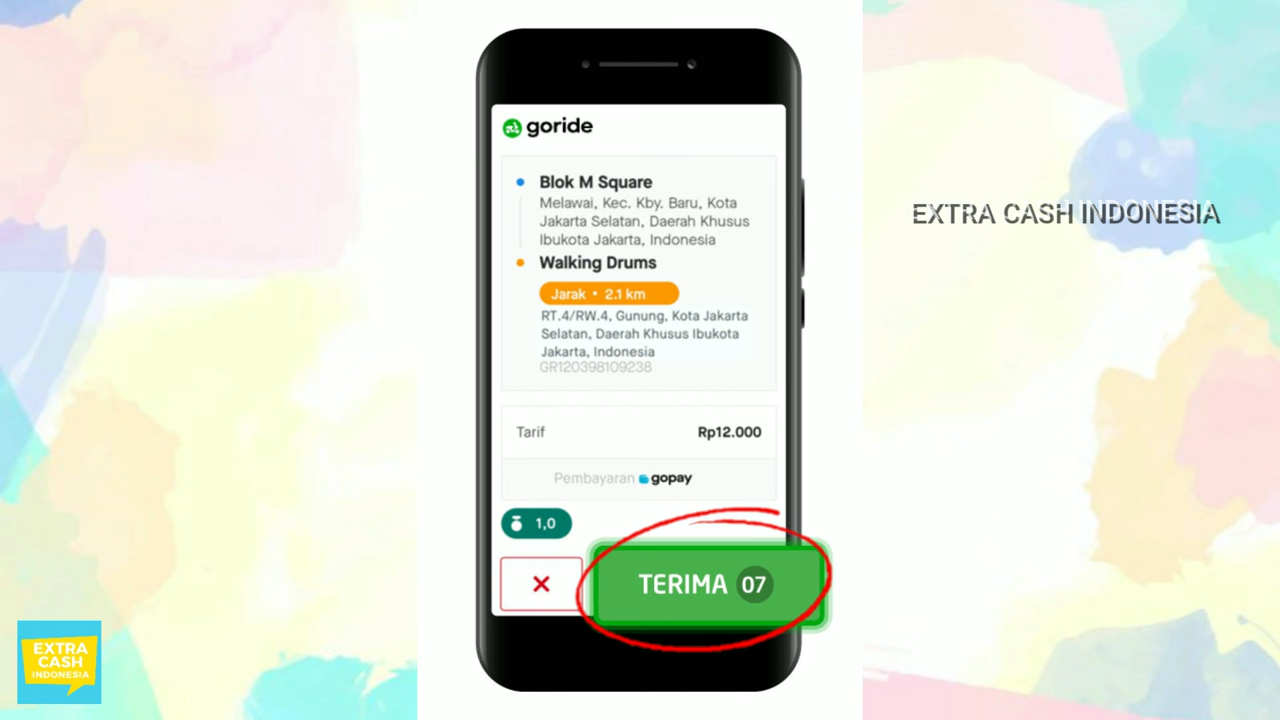 goride
Blok M Square
Melawai, Kec. Kby. Baru, Kota
Jakarta Selatan, Daerah Khusus
Ibukota Jakarta, Indonesia
Walking Drums
Jarak • 2.1 km
RT.4/RW.4, Gunung, Kota Jakarta
Selatan, Daerah Khusus Ibukota
Jakarta, Indonesia
GR120398109238
Tarif Rp12.000
Pembayaran gopay
1,0
TERIMA 07
EXTRA CASH INDONESIA
EXTRA
CASH
INDONESIA